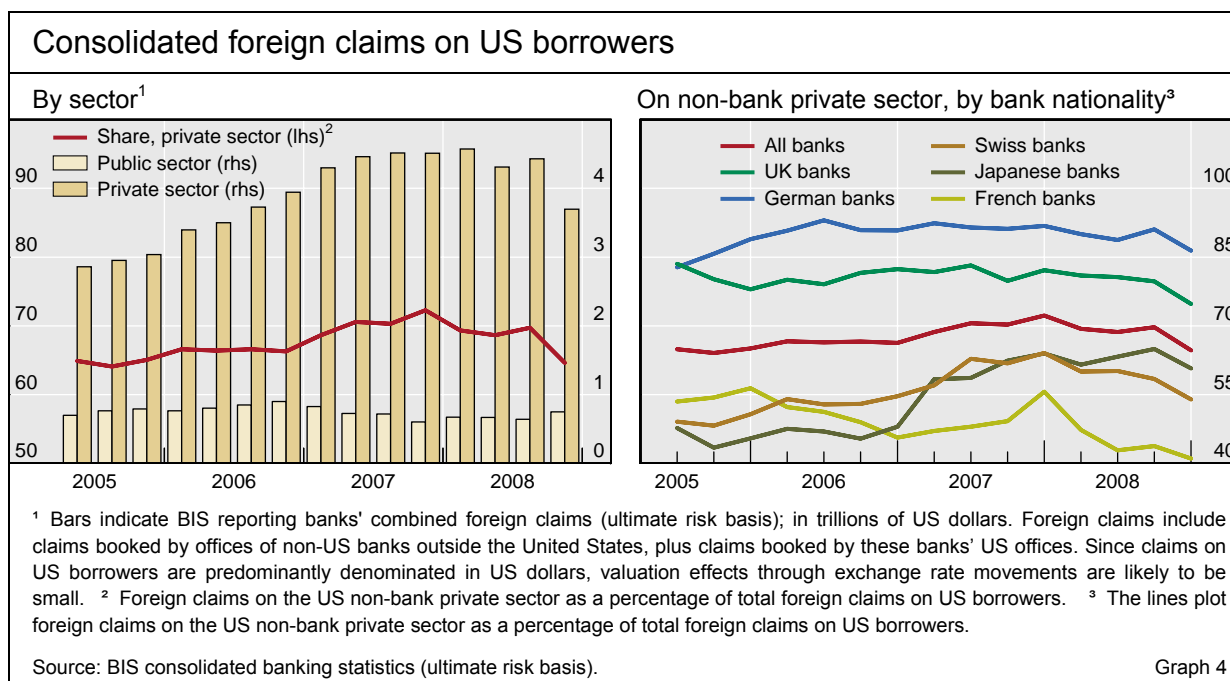 Consolidated foreign claims on US borrowers
By sector¹
Share, private sector (lhs)²
Public sector (rhs)
Private sector (rhs)
90
80
70
60
50
4
3
2
1
0
2005 2006 2007 2008
On non-bank private sector, by bank nationality³
All banks
UK banks
German banks
Swiss banks
Japanese banks
French banks
100
85
70
55
40
2005 2006 2007 2008
¹ Bars indicate BIS reporting banks' combined foreign claims (ultimate risk basis); in trillions of US dollars. Foreign claims include
claims booked by offices of non-US banks outside the United States, plus claims booked by these banks’ US offices. Since claims on
US borrowers are predominantly denominated in US dollars, valuation effects through exchange rate movements are likely to be
small. ² Foreign claims on the US non-bank private sector as a percentage of total foreign claims on US borrowers. ³ The lines plot
foreign claims on the US non-bank private sector as a percentage of total foreign claims on US borrowers.
Source: BIS consolidated banking statistics (ultimate risk basis).
Graph 4